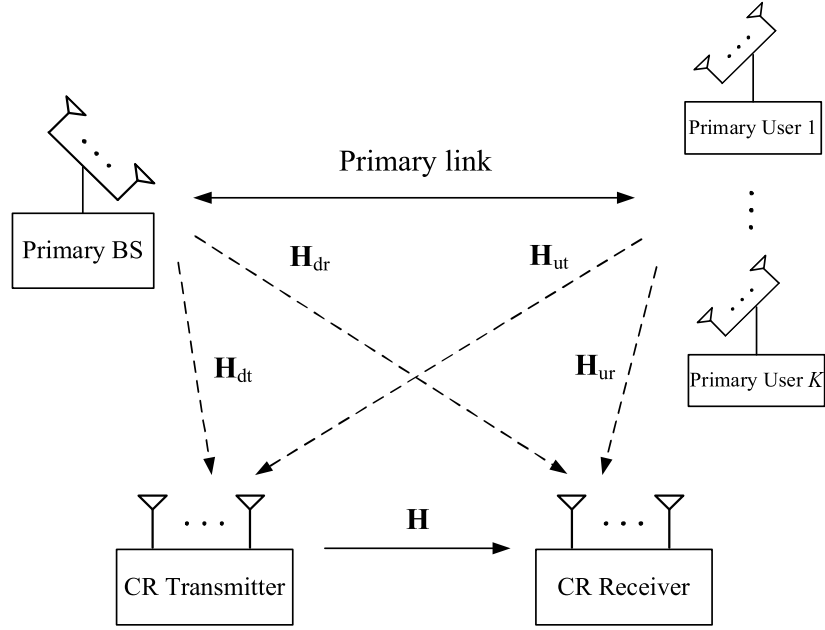 Primary User 1
Primary link
Primary BS
H_dr
H_ut
H_dt
H_ur
Primary User K
H
CR Transmitter
CR Receiver